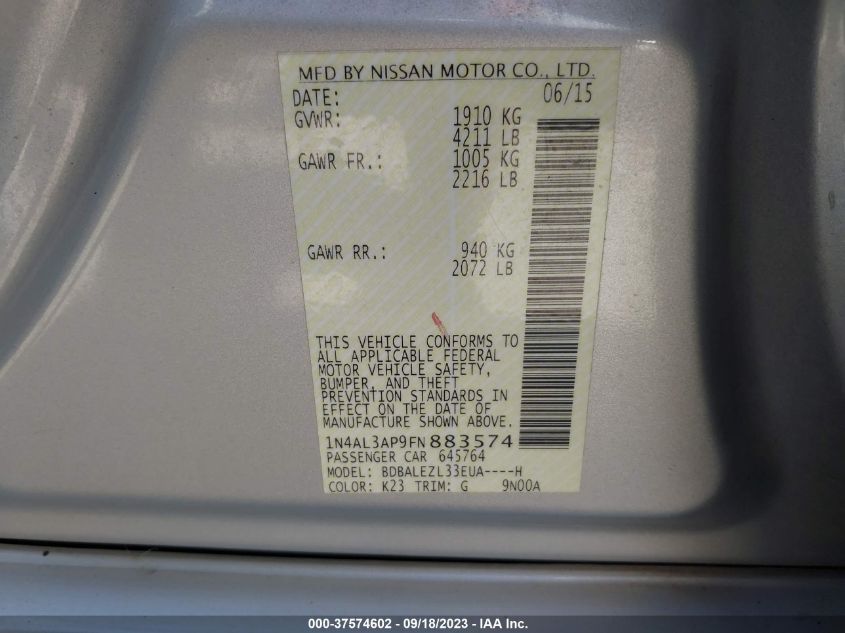 MFD BY NISSAN MOTOR CO., LTD.
DATE: 06/15
GVWR: 1910 KG
4211 LB
GAWR FR.: 1005 KG
2216 LB
GAWR RR.: 940 KG
2072 LB
THIS VEHICLE CONFORMS TO
ALL APPLICABLE FEDERAL
MOTOR VEHICLE SAFETY,
BUMPER, AND THEFT
PREVENTION STANDARDS IN
EFFECT ON THE DATE OF
MANUFACTURE SHOWN ABOVE.
1N4AL3AP9FN883574
PASSENGER CAR 645764
MODEL: BDBALEZL33EUA----H
COLOR: K23 TRIM: G 9N00A
000-37574602 - 09/18/2023 - IAA Inc.